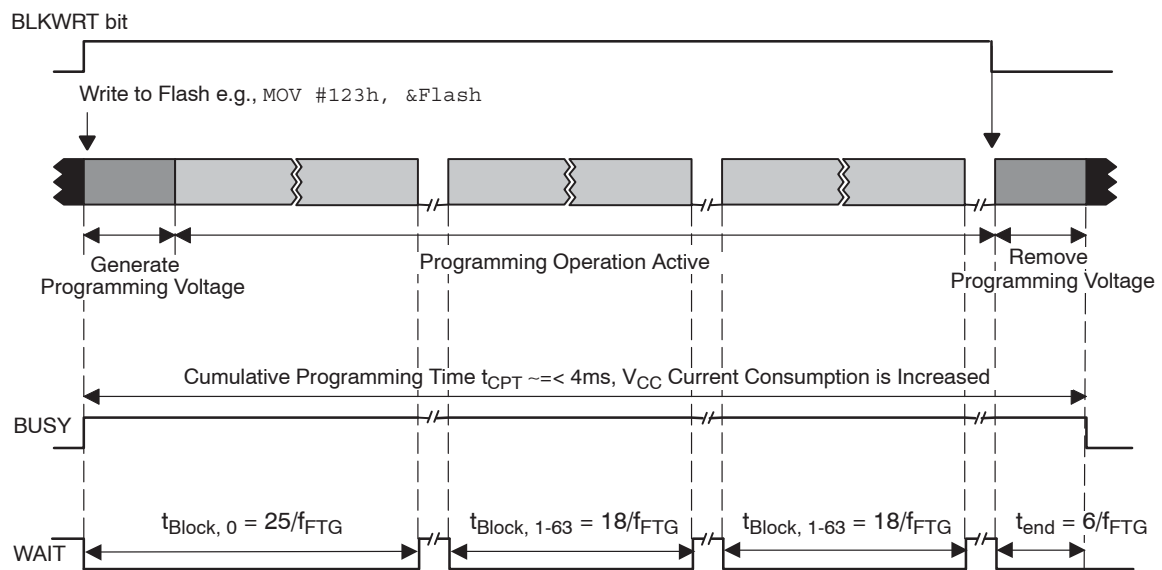 BLKWRT bit
Write to Flash e.g., MOV #123h, &Flash
Generate
Programming Voltage
Programming Operation Active
Remove
Programming Voltage
Cumulative Programming Time tCPT ~=< 4ms, VCC Current Consumption is Increased
BUSY
tBlock, 0 = 25/fFTG
tBlock, 1-63 = 18/fFTG
tBlock, 1-63 = 18/fFTG
tend = 6/fFTG
WAIT